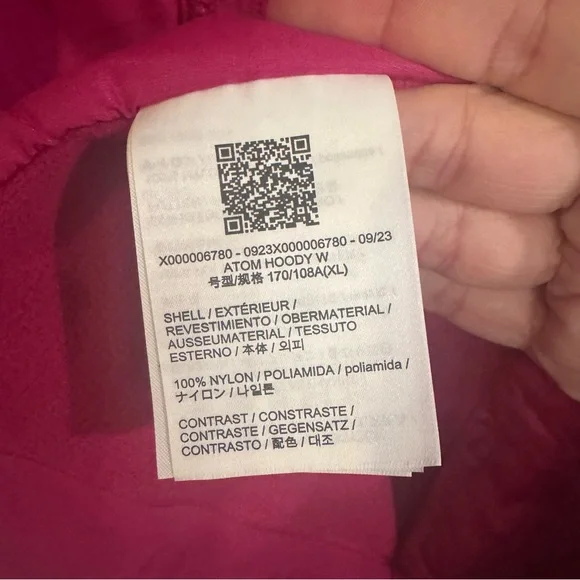 X000006780 - 0923X000006780 - 09/23
ATOM HOODY W
号型/规格 170/108A(XL)
SHELL / EXTÉRIEUR /
REVESTIMIENTO / OBERMATERIAL /
AUSSEUMATERIAL / TESSUTO
ESTERNO / 本体 / 외피
100% NYLON / POLIAMIDA / poliamida /
ナイロン / 나일론
CONTRAST / CONSTRASTE /
CONTRASTE / GEGENSATZ /
CONTRASTO / 配色 / 대조